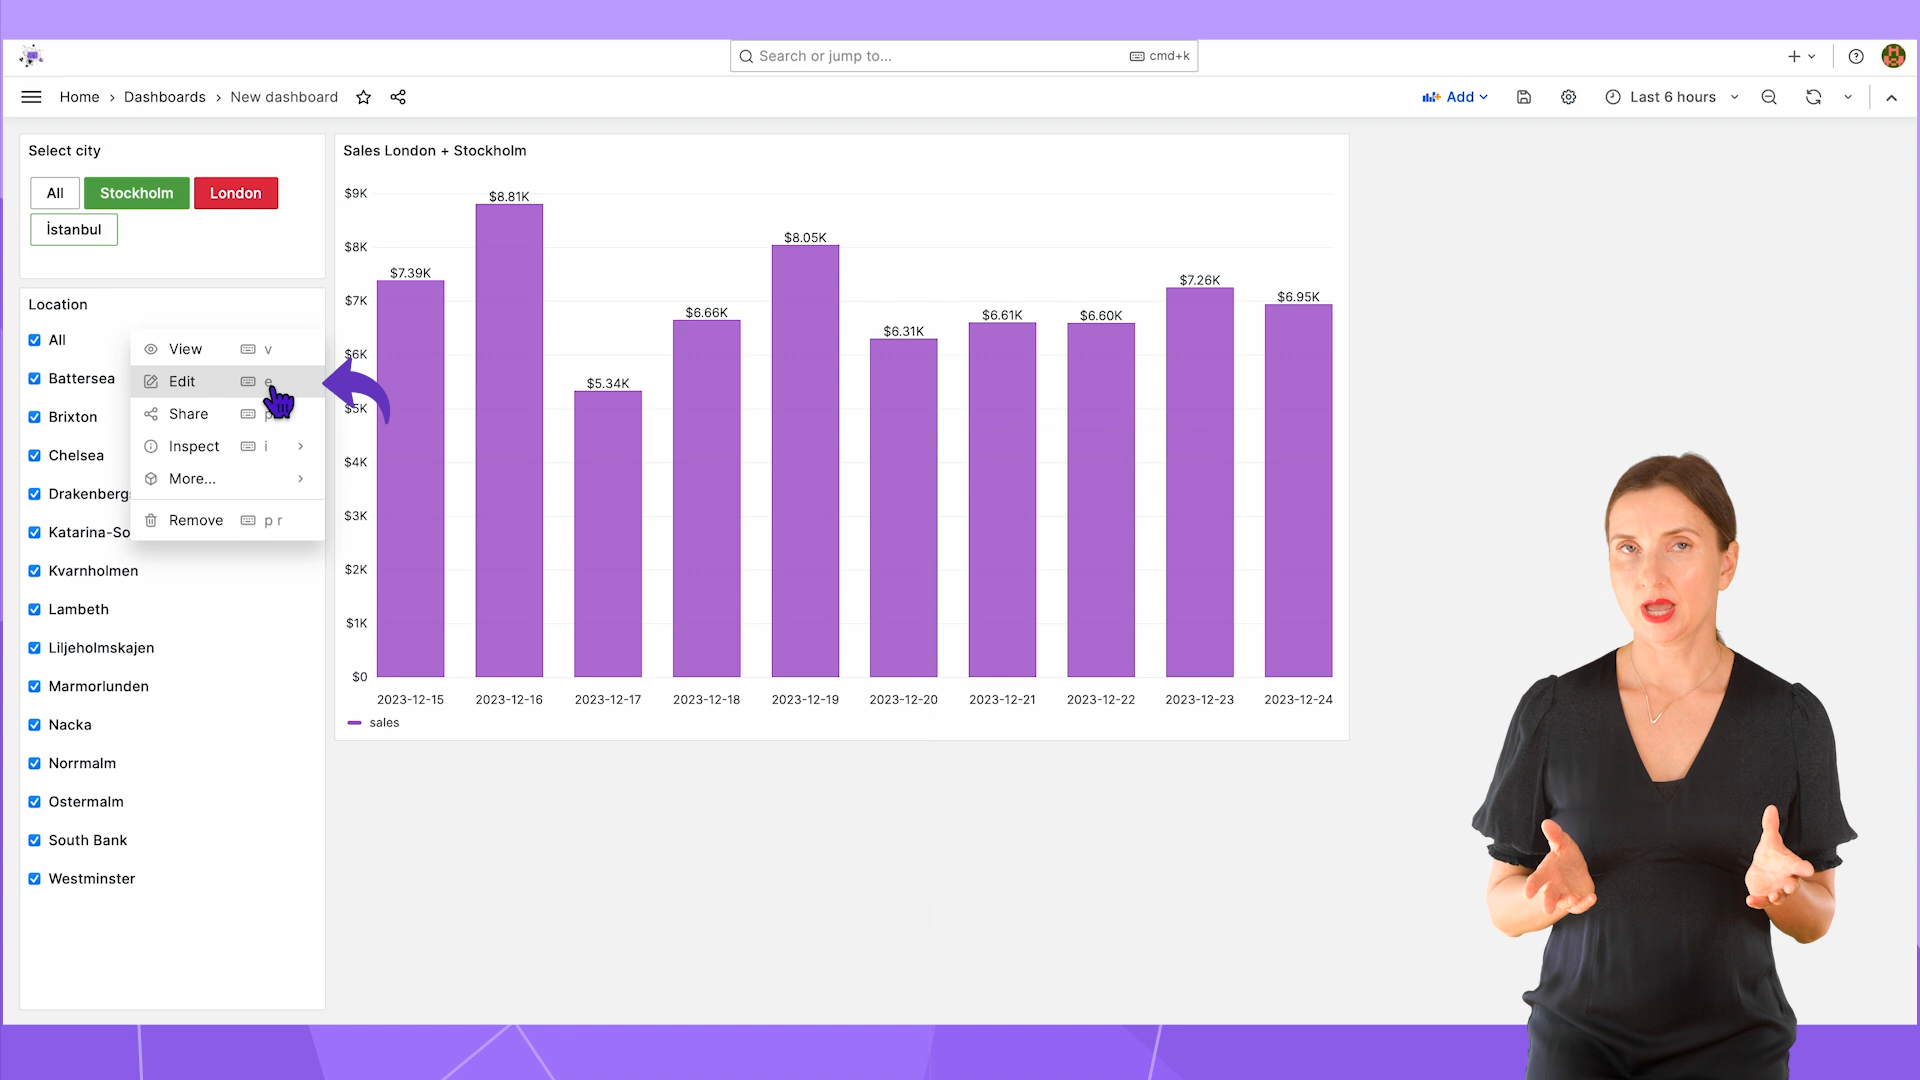 Search or jump to...
cmd+k
Home › Dashboards › New dashboard
Add
Last 6 hours
Select city
All
Stockholm
London
İstanbul
Location
All
Battersea
Brixton
Chelsea
Katarina-So
Kvarnholmen
Lambeth
Liljeholmskajen
Marmorlunden
Nacka
Norrmalm
Ostermalm
South Bank
Westminster
View v
Edit e
Share p
Inspect i
More...
Remove p r
Sales London + Stockholm
$9K
$8K
$7K
$6K
$5K
$4K
$3K
$2K
$1K
$0
$7.39K
$8.81K
$5.34K
$6.66K
$8.05K
$6.31K
$6.61K
$6.60K
$7.26K
$6.95K
2023-12-15 2023-12-16 2023-12-17 2023-12-18 2023-12-19 2023-12-20 2023-12-21 2023-12-22 2023-12-23 2023-12-24
sales